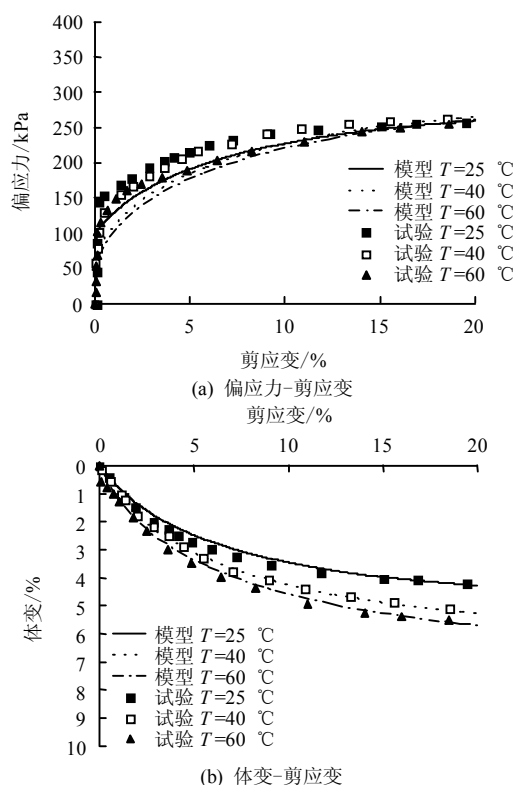 400
350
300
250
200
150
100
50
0
偏应力/kPa
模型 T=25 ℃
模型 T=40 ℃
模型 T=60 ℃
试验 T=25 ℃
试验 T=40 ℃
试验 T=60 ℃
0 5 10 15 20
剪应变/%
(a) 偏应力-剪应变
剪应变/%
0 5 10 15 20
0
1
2
3
4
5
6
7
8
9
10
体变/%
模型 T=25 ℃
模型 T=40 ℃
模型 T=60 ℃
试验 T=25 ℃
试验 T=40 ℃
试验 T=60 ℃
(b) 体变-剪应变